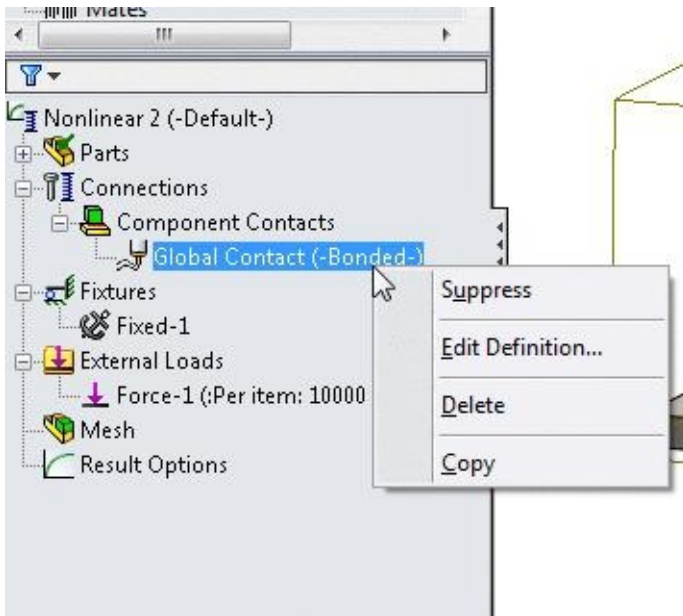 Mates
Nonlinear 2 (-Default-)
Parts
Connections
Component Contacts
Global Contact (-Bonded-)
Suppress
Fixtures
Fixed-1
Edit Definition...
External Loads
Force-1 (:Per item: 10000
Delete
Mesh
Result Options
Copy